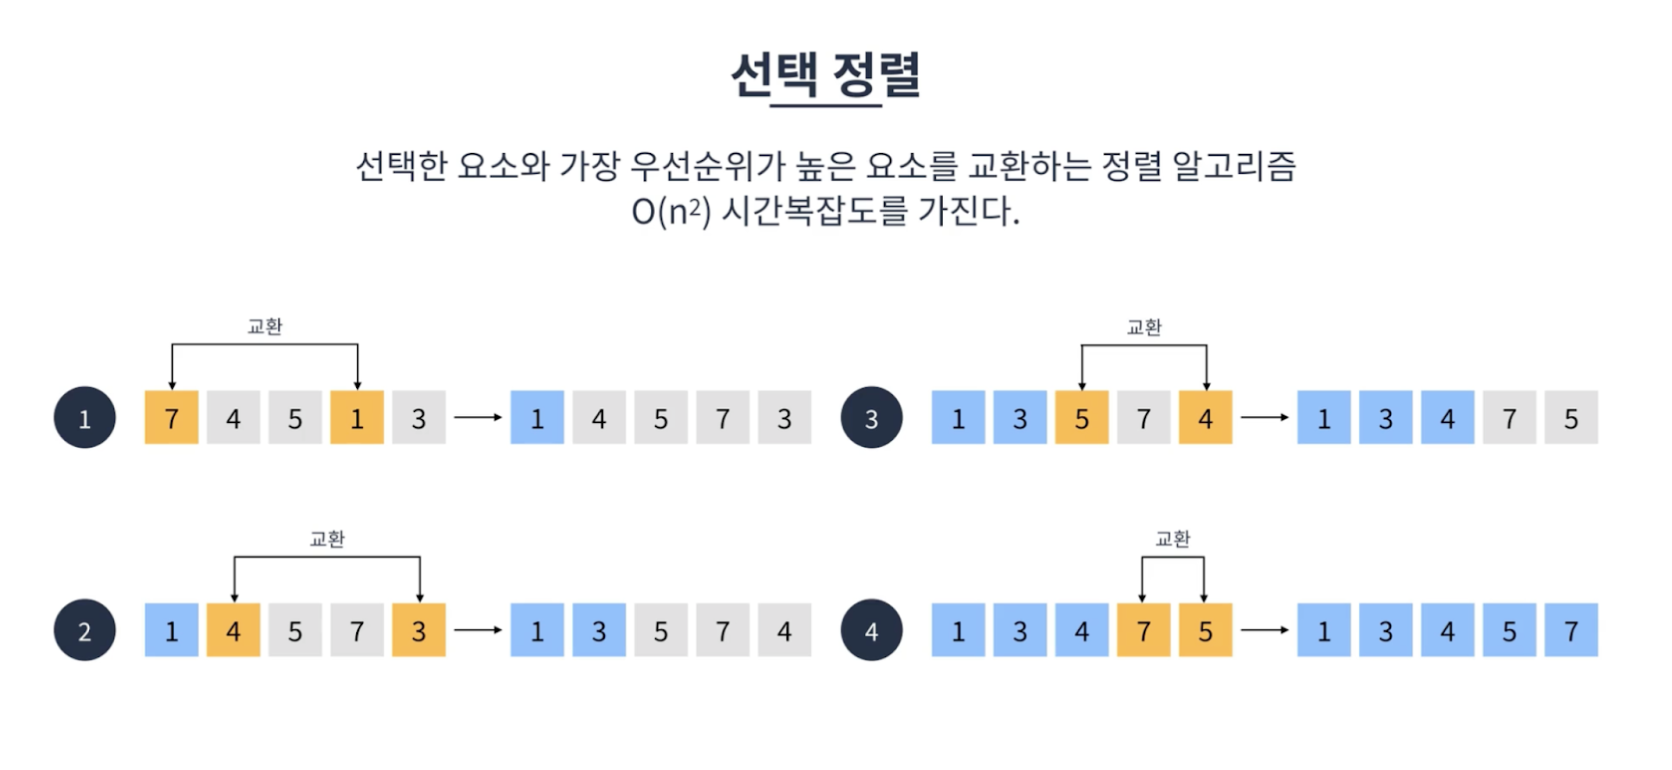 선택 정렬
선택한 요소와 가장 우선순위가 높은 요소를 교환하는 정렬 알고리즘
O(n²) 시간복잡도를 가진다.
교환
1 7 4 5 1 3 1 4 5 7 3
교환
2 1 4 5 7 3 1 3 5 7 4
교환
3 1 3 5 7 4 1 3 4 7 5
교환
4 1 3 4 7 5 1 3 4 5 7